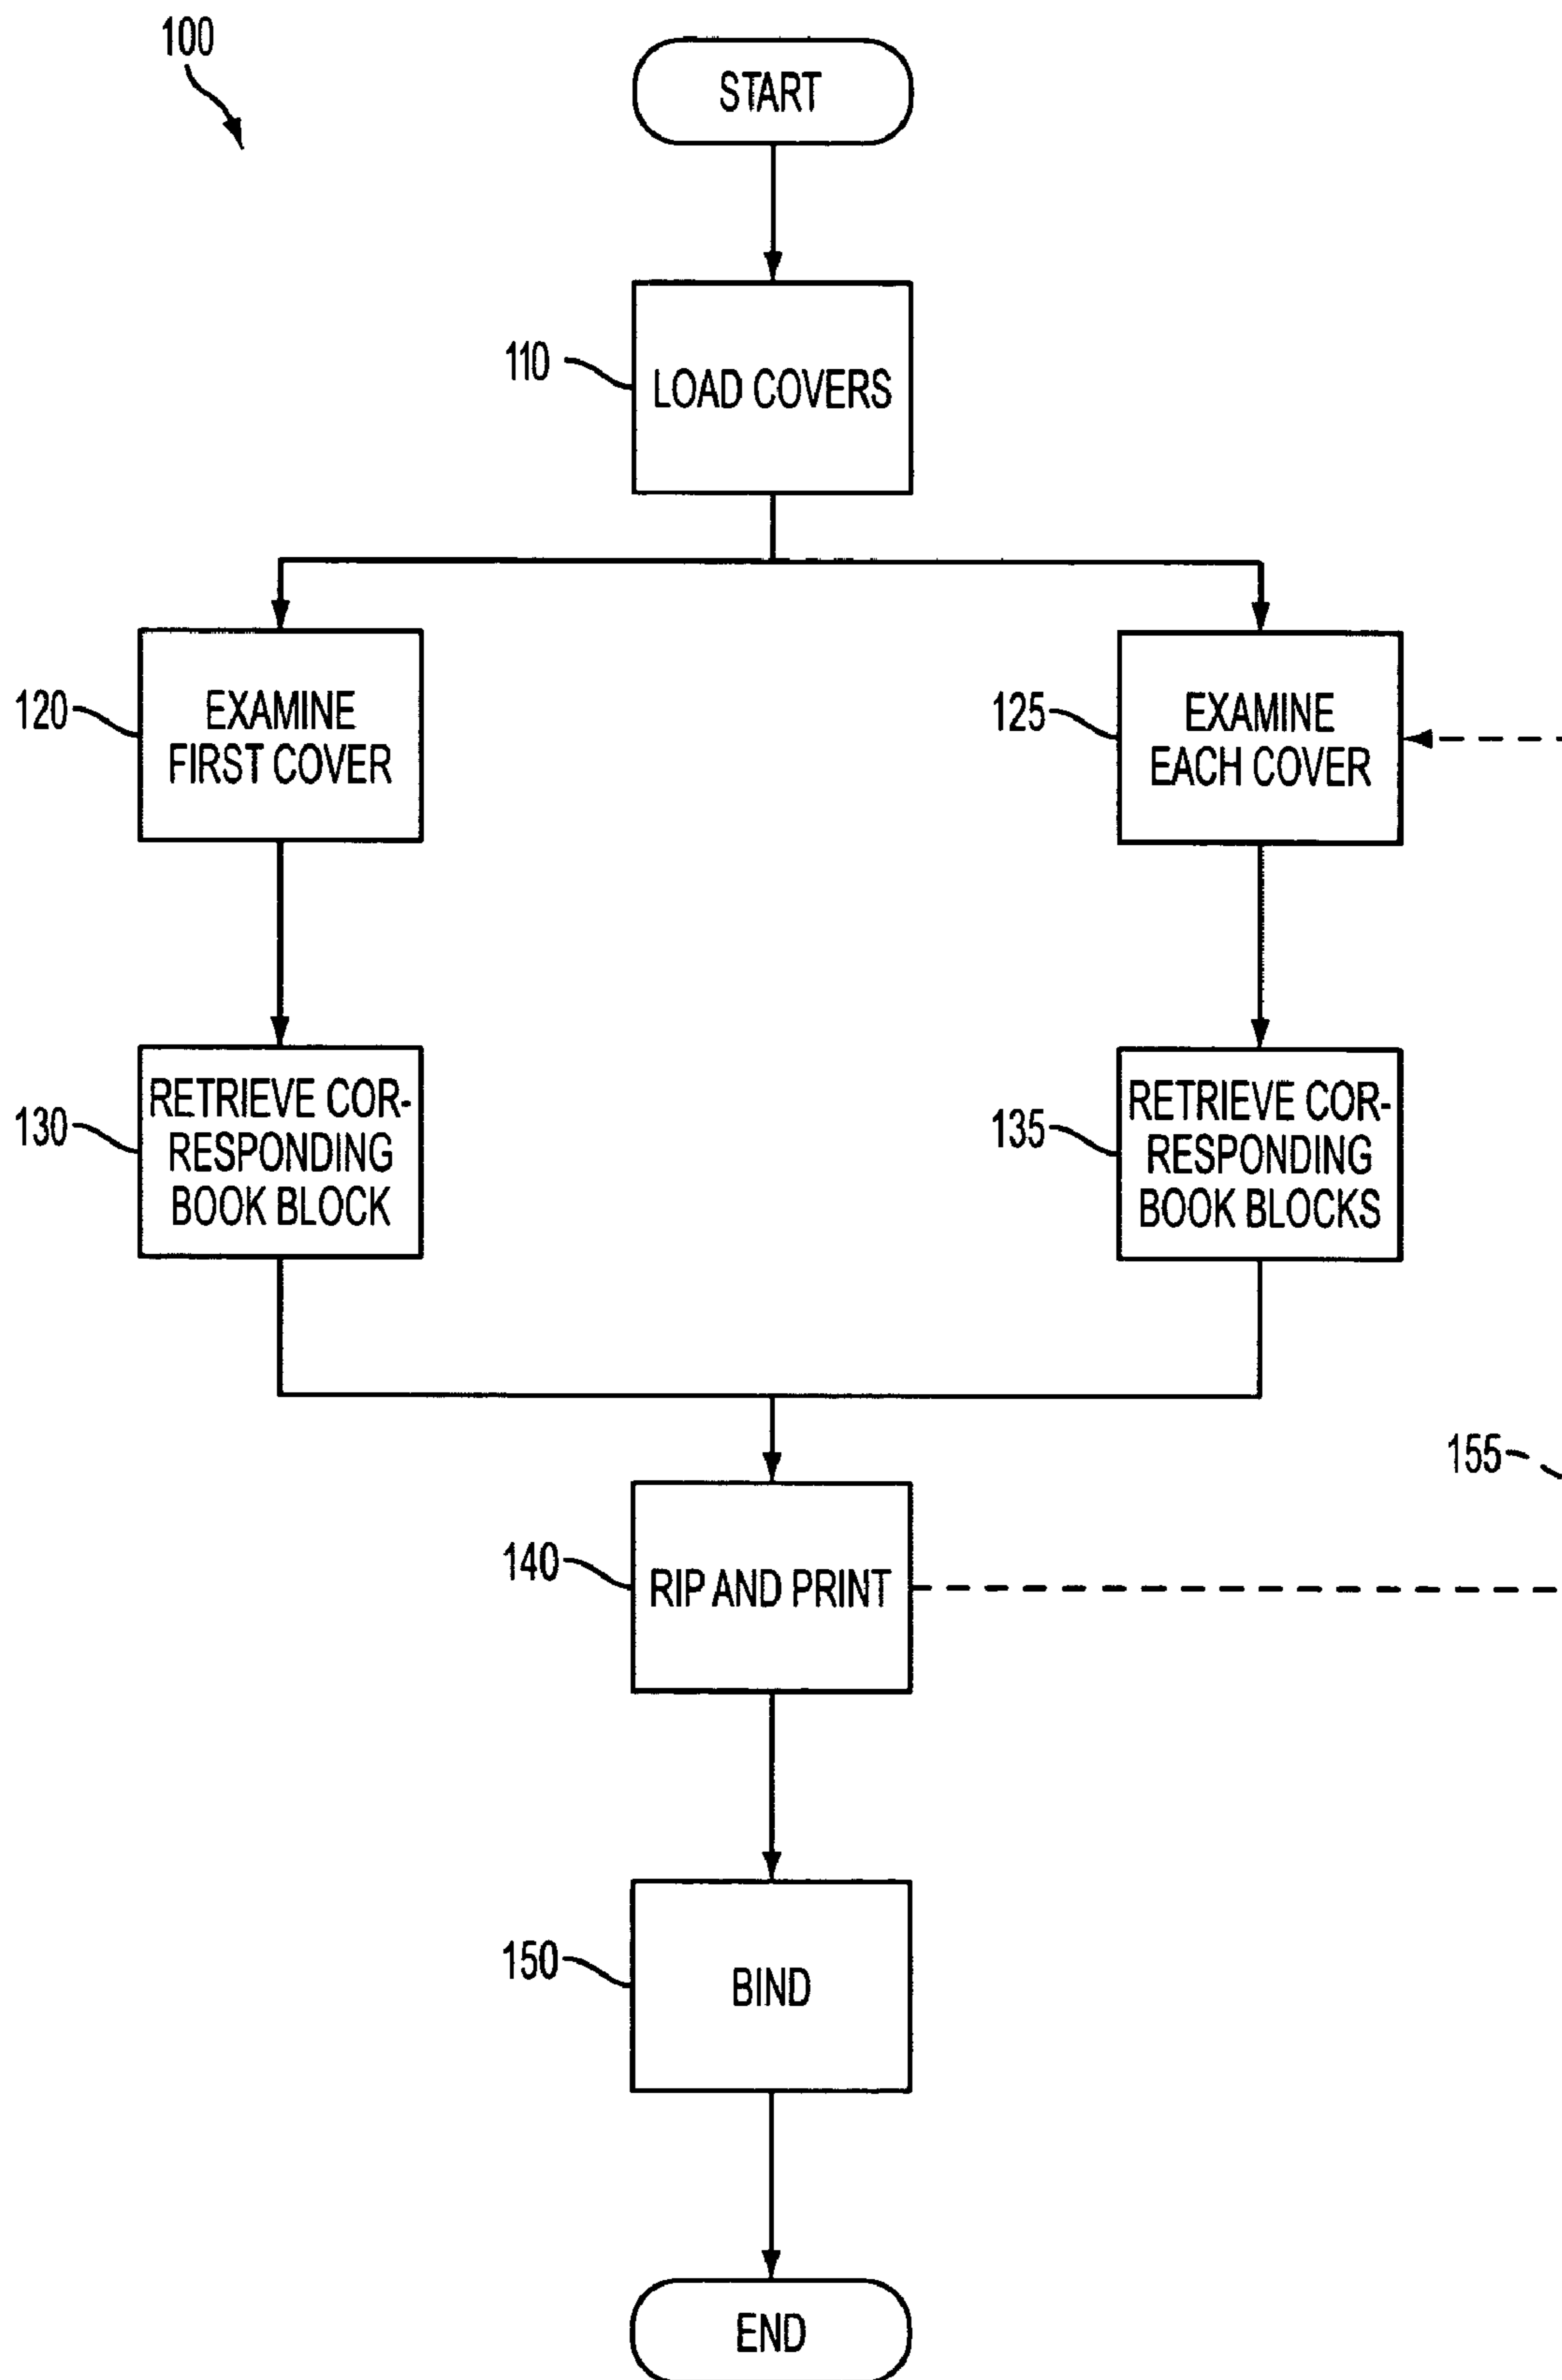 100
START
110
LOAD COVERS
120
EXAMINE
FIRST COVER
125
EXAMINE
EACH COVER
130
RETRIEVE COR-
RESPONDING
BOOK BLOCK
135
RETRIEVE COR-
RESPONDING
BOOK BLOCKS
155
140
RIP AND PRINT
150
BIND
END